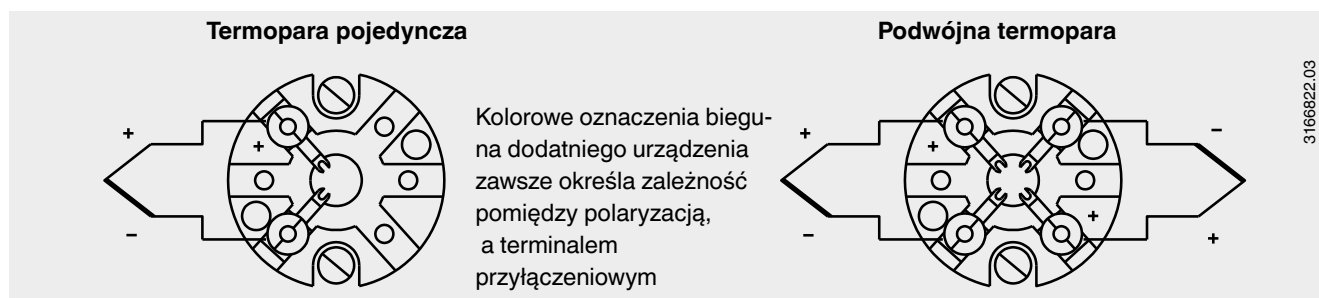 Termopara pojedyncza
Podwójna termopara
Kolorowe oznaczenia biegu-
na dodatniego urządzenia
zawsze określa zależność
pomiędzy polaryzacją,
a terminalem
przyłączeniowym
+
+
-
+
+
-
-
+
+
3166822.03